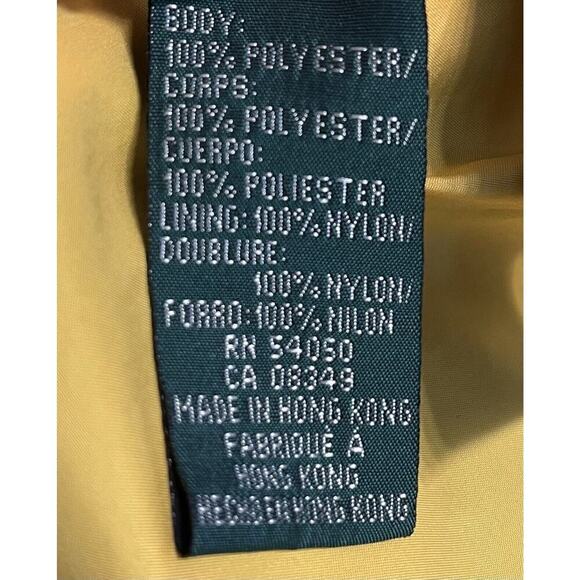 BODY:
100% POLYESTER/
CORPS:
100% POLYESTER/
CUERPO:
100% POLIESTER
LINING: 100% NYLON/
DOUBLURE:
100% NYLON/
FORRO: 100% NILON
RN 54050
CA 08349
MADE IN HONG KONG
FABRIQUÉ À
HONG KONG
HECHO EN HONG KONG